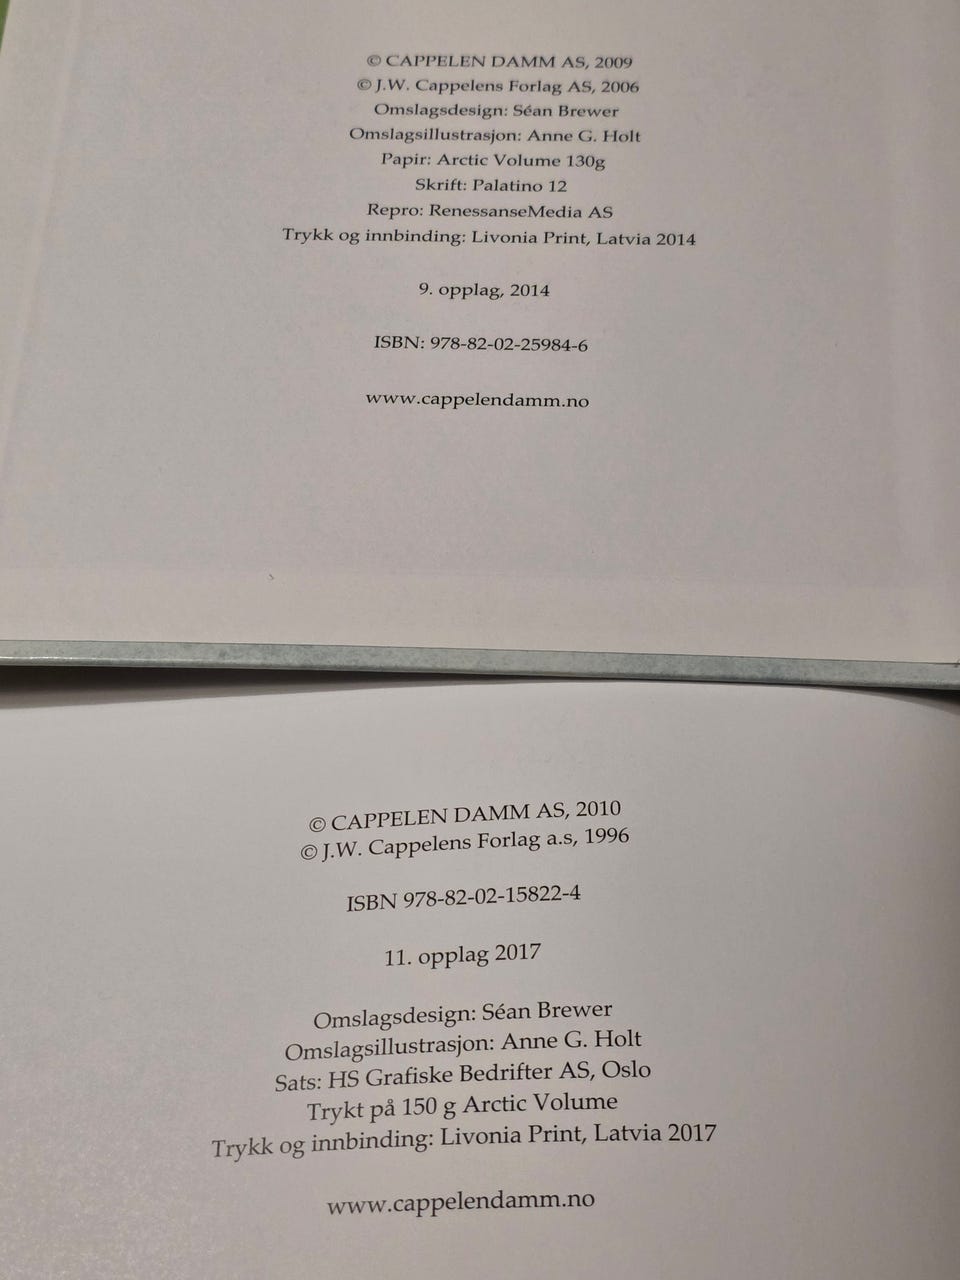 © CAPPELEN DAMM AS, 2009
© J.W. Cappelens Forlag AS, 2006
Omslagsdesign: Séan Brewer
Omslagsillustrasjon: Anne G. Holt
Papir: Arctic Volume 130g
Skrift: Palatino 12
Repro: RenessanseMedia AS
Trykk og innbinding: Livonia Print, Latvia 2014
9. opplag, 2014
ISBN: 978-82-02-25984-6
www.cappelendamm.no
© CAPPELEN DAMM AS, 2010
© J.W. Cappelens Forlag a.s, 1996
ISBN 978-82-02-15822-4
11. opplag 2017
Omslagsdesign: Séan Brewer
Omslagsillustrasjon: Anne G. Holt
Sats: HS Grafiske Bedrifter AS, Oslo
Trykt på 150 g Arctic Volume
Trykk og innbinding: Livonia Print, Latvia 2017
www.cappelendamm.no